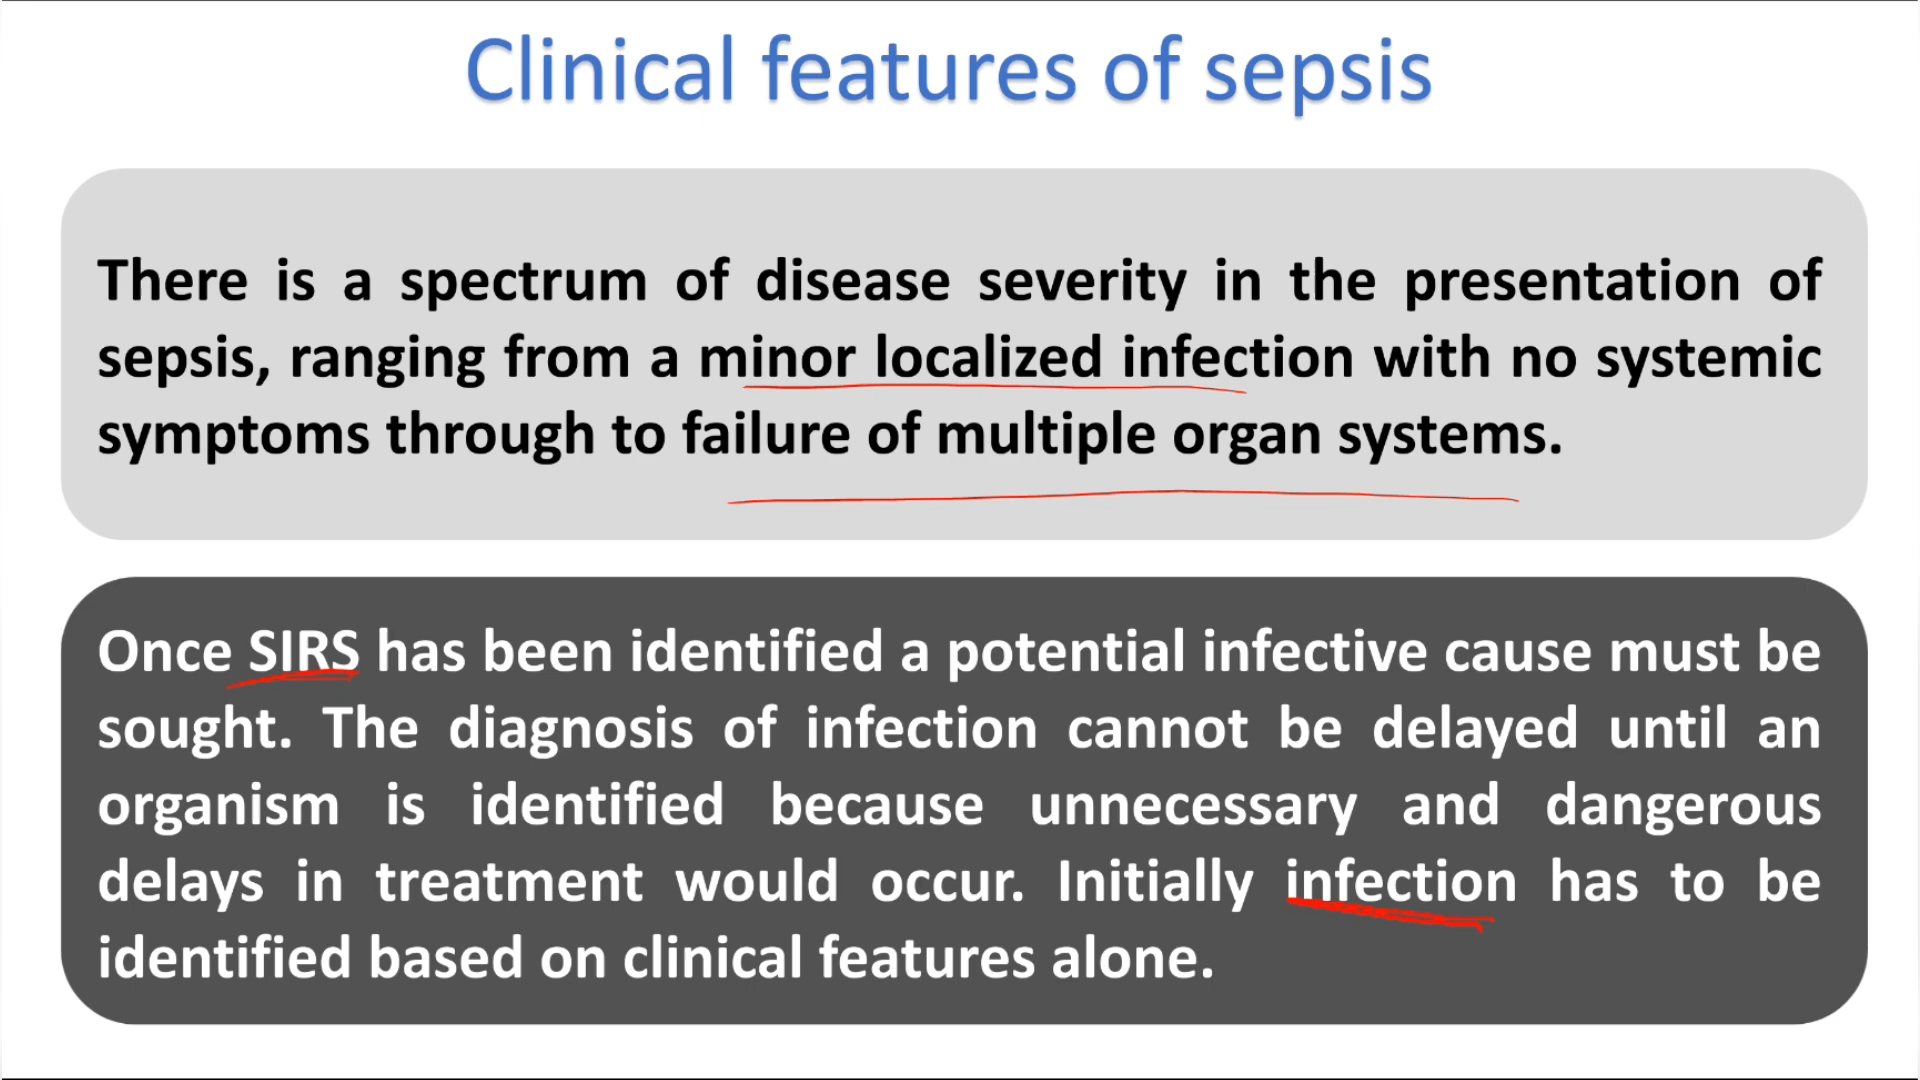 Clinical features of sepsis
There is a spectrum of disease severity in the presentation of
sepsis, ranging from a minor localized infection with no systemic
symptoms through to failure of multiple organ systems.
Once SIRS has been identified a potential infective cause must be
sought. The diagnosis of infection cannot be delayed until an
organism is identified because unnecessary and dangerous
delays in treatment would occur. Initially infection has to be
identified based on clinical features alone.